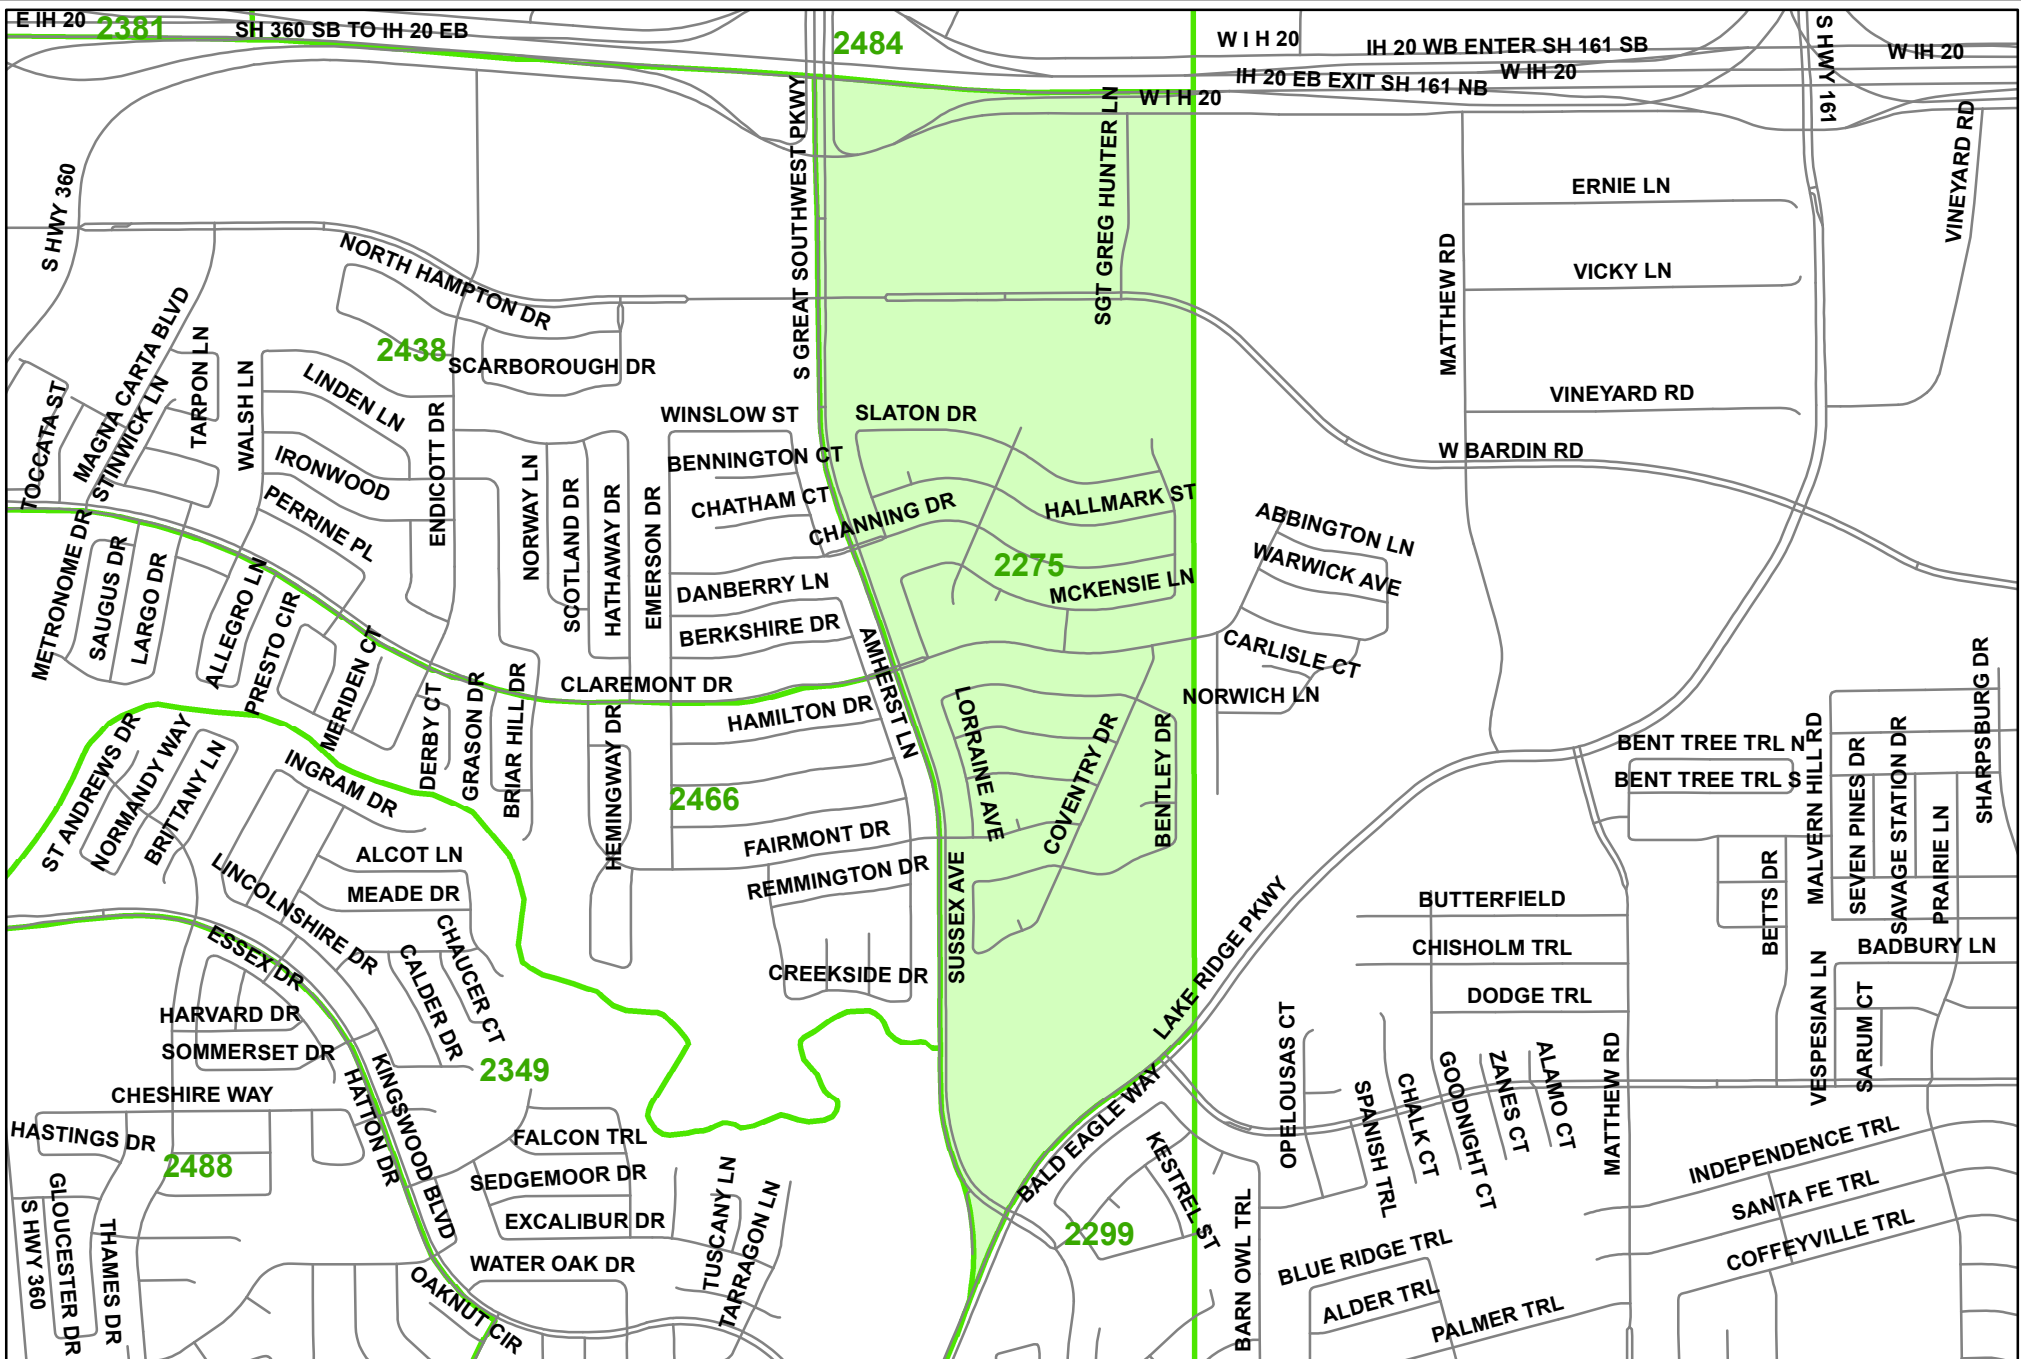 E IH 20
2381
SH 360 SB TO IH 20 EB
2484
W I H 20
IH 20 WB ENTER SH 161 SB
S HWY 161
W IH 20
IH 20 EB EXIT SH 161 NB
W IH 20
W I H 20
S GREAT SOUTHWEST PKWY
SGT GREG HUNTER LN
VINEYARD RD
S HWY 360
ERNIE LN
MATTHEW RD
VICKY LN
NORTH HAMPTON DR
2438
SCARBOROUGH DR
MAGNA CARTA BLVD
TARPON LN
WALSH LN
LINDEN LN
TOCCATA ST
STINWICK LN
ENDICOTT DR
WINSLOW ST
SLATON DR
VINEYARD RD
W BARDIN RD
BENNINGTON CT
IRONWOOD
PERRINE PL
NORWAY LN
SCOTLAND DR
HATHAWAY DR
EMERSON DR
CHATHAM CT
CHANNING DR
HALLMARK ST
ABBINGTON LN
WARWICK AVE
2275
MCKENSIE LN
METRONOME DR
SAUGUS DR
LARGO DR
ALLEGRO LN
PRESTO CIR
MERIDEN CT
DANBERRY LN
BERKSHIRE DR
AMHERST LN
CARLISLE CT
NORWICH LN
CLAREMONT DR
HAMILTON DR
DERBY CT
GRASON DR
BRIAR HILL DR
HEMINGWAY DR
LORRAINE AVE
COVENTRY DR
BENTLEY DR
ST ANDREWS DR
NORMANDY WAY
BRITTANY LN
INGRAM DR
2466
BENT TREE TRL N
BENT TREE TRL S
MALVERN HILL RD
SEVEN PINES DR
SAVAGE STATION DR
PRAIRIE LN
SHARPSBURG DR
FAIRMONT DR
REMMINGTON DR
ALCOT LN
MEADE DR
LINCOLNSHIRE DR
CHAUCER CT
CALDER DR
SUSSEX AVE
CREEKSIDE DR
LAKE RIDGE PKWY
BUTTERFIELD
CHISHOLM TRL
DODGE TRL
BETTS DR
BADBURY LN
VESPESIAN LN
SARUM CT
ESSEX DR
HARVARD DR
SOMMERSET DR
2349
KINGSWOOD BLVD
HATTON DR
CHESHIRE WAY
HASTINGS DR
2488
OPELOUSAS CT
SPANISH TRL
CHALK CT
GOODNIGHT CT
ZANES CT
ALAMO CT
MATTHEW RD
INDEPENDENCE TRL
SANTA FE TRL
COFFEYVILLE TRL
BALD EAGLE WAY
KESTREL ST
2299
BARN OWL TRL
FALCON TRL
SEDGEMOOR DR
EXCALIBUR DR
WATER OAK DR
TUSCANY LN
TARRAGON LN
S HWY 360
GLOUCESTER DR
THAMES DR
OAKNUT CIR
BLUE RIDGE TRL
ALDER TRL
PALMER TRL